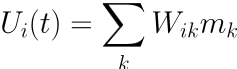 $U_i(t) = \sum_k W_{ik} m_k$